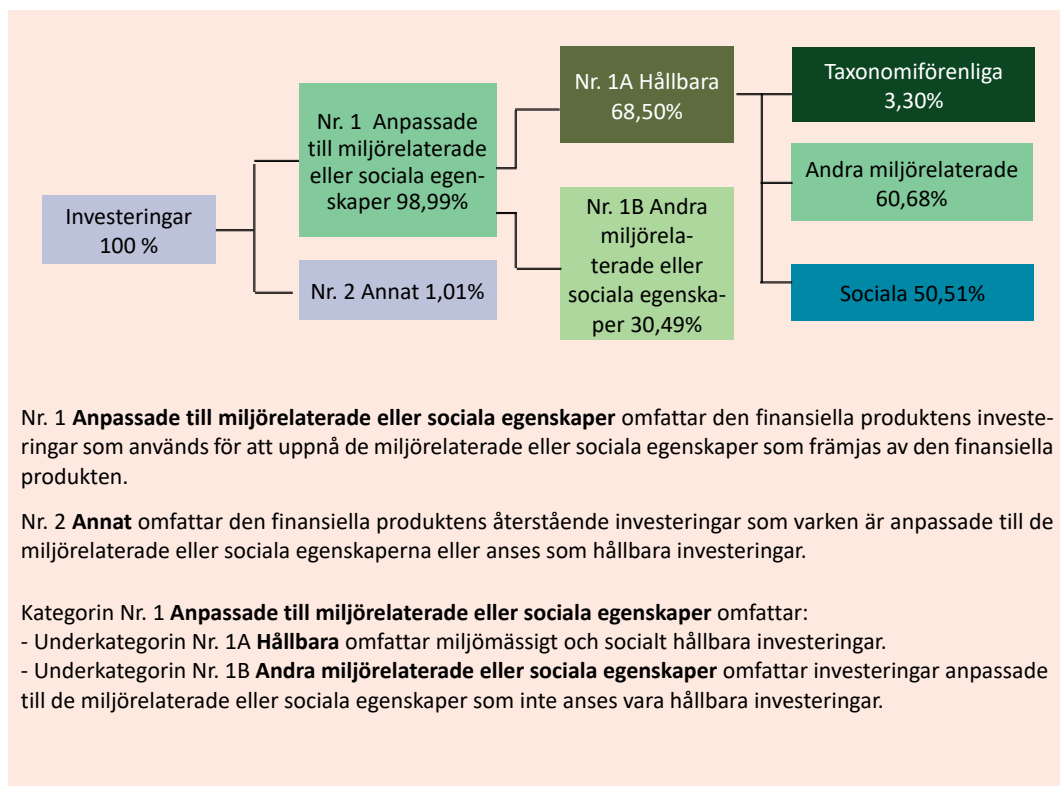 Investeringar
100 %
Nr. 1 Anpassade
till miljörelaterade
eller sociala egen-
skaper 98,99%
Nr. 2 Annat 1,01%
Nr. 1A Hållbara
68,50%
Nr. 1B Andra
miljörela-
terade eller
sociala egenska-
per 30,49%
Taxonomiförenliga
3,30%
Andra miljörelaterade
60,68%
Sociala 50,51%
Nr. 1 Anpassade till miljörelaterade eller sociala egenskaper omfattar den finansiella produktens investe-
ringar som används för att uppnå de miljörelaterade eller sociala egenskaper som främjas av den finansiella
produkten.
Nr. 2 Annat omfattar den finansiella produktens återstående investeringar som varken är anpassade till de
miljörelaterade eller sociala egenskaperna eller anses som hållbara investeringar.
Kategorin Nr. 1 Anpassade till miljörelaterade eller sociala egenskaper omfattar:
- Underkategorin Nr. 1A Hållbara omfattar miljömässigt och socialt hållbara investeringar.
- Underkategorin Nr. 1B Andra miljörelaterade eller sociala egenskaper omfattar investeringar anpassade
till de miljörelaterade eller sociala egenskaper som inte anses vara hållbara investeringar.